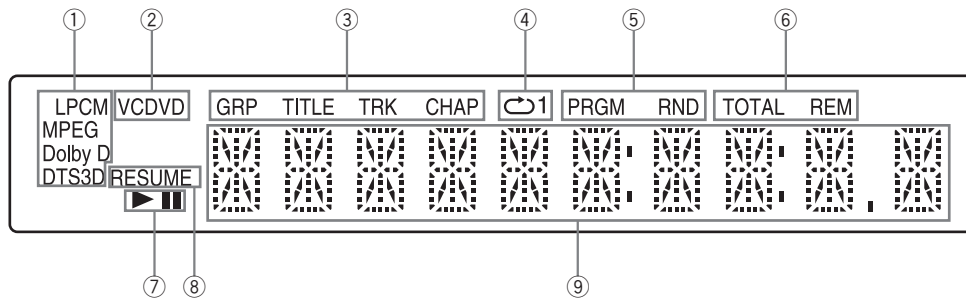 ① ② ③ ④ ⑤ ⑥
LPCM VCDVD GRP TITLE TRK CHAP 1 PRGM RND TOTAL REM
MPEG
Dolby D
DTS3D RESUME
⑦ ⑧ ⑨